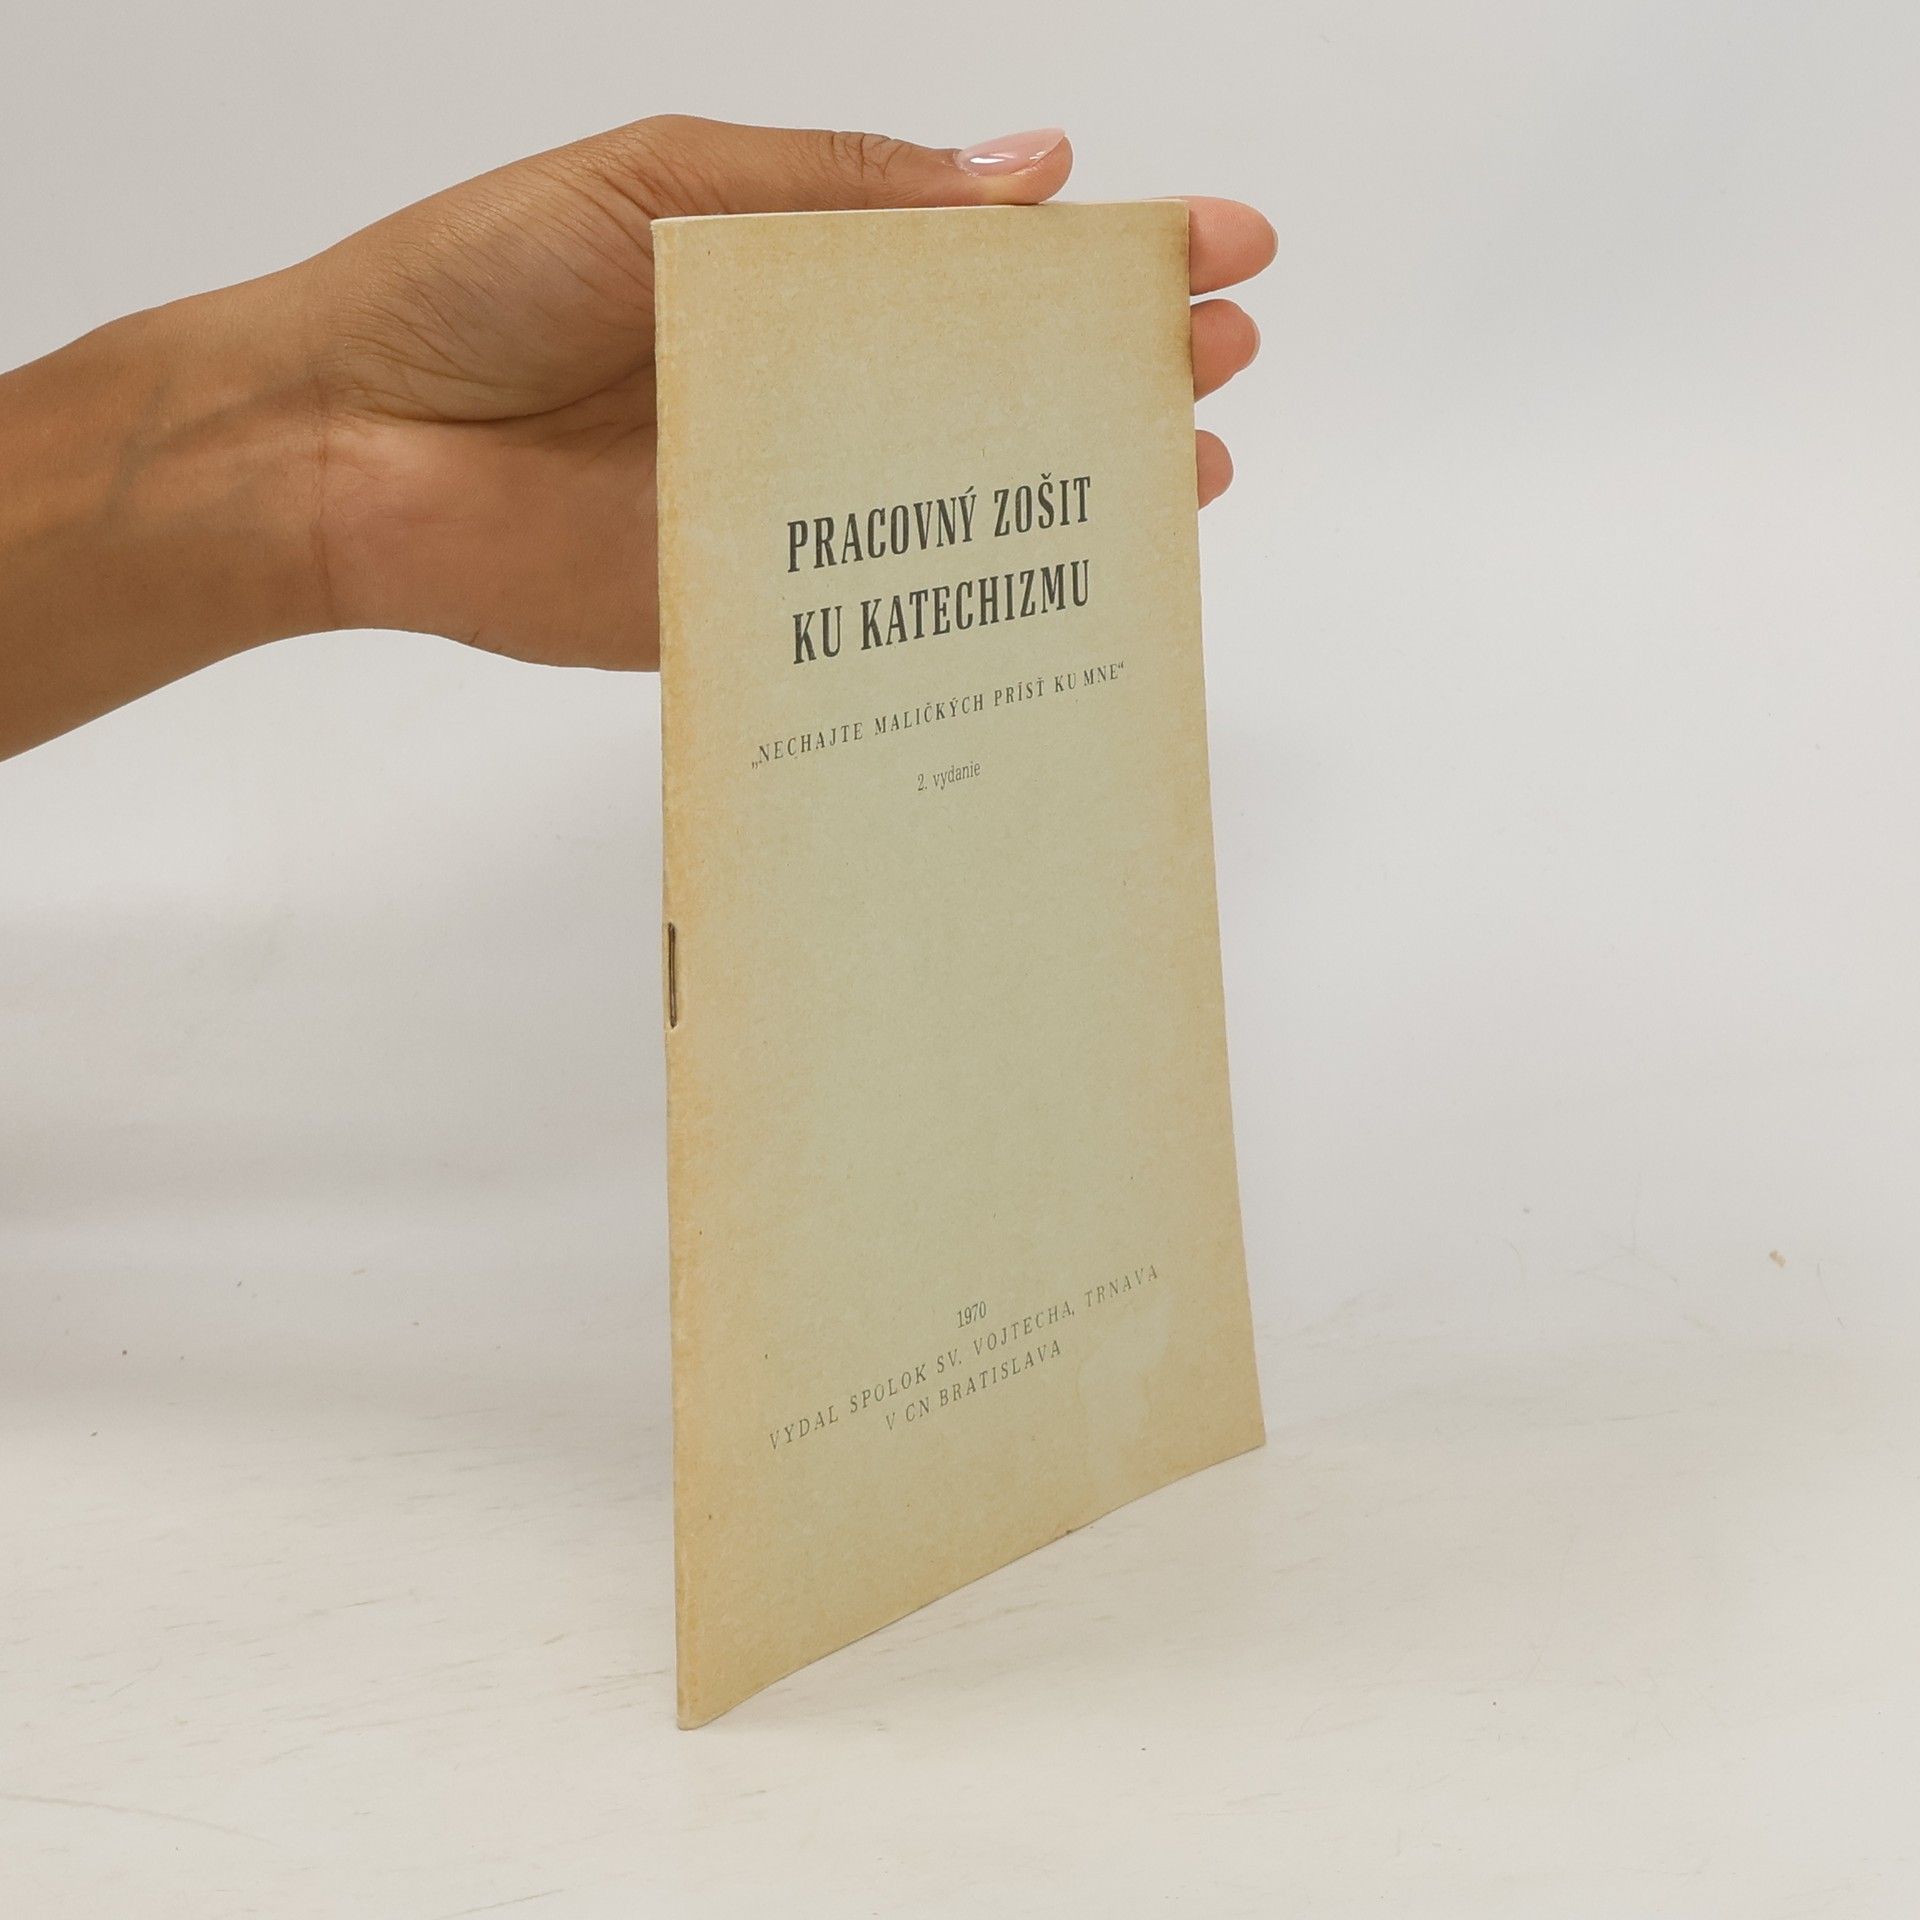 PRACOVNÝ ZOŠIT
KU KATECHIZMU
„NECHAJTE MALIČKÝCH PRÍSŤ KU MNE“
2. vydanie
1970
VYDAL SPOLOK SV. VOJTECHA, TRNAVA
V CN BRATISLAVA